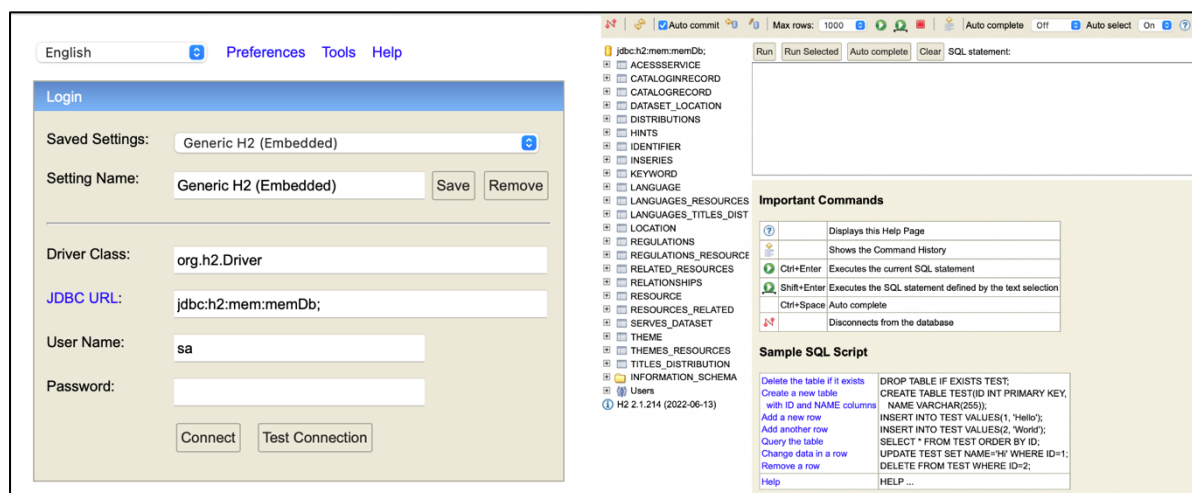 English Preferences Tools Help
Login
Saved Settings: Generic H2 (Embedded)
Setting Name: Generic H2 (Embedded) Save Remove
Driver Class: org.h2.Driver
JDBC URL: jdbc:h2:mem:memDb;
User Name: sa
Password:
Connect Test Connection
Auto commit Max rows: 1000 Auto complete Off Auto select On
jdbc:h2:mem:memDb;
ACESSSERVICE
CATALOGINRECORD
CATALOGRECORD
DATASET_LOCATION
DISTRIBUTIONS
HINTS
IDENTIFIER
INSERIES
KEYWORD
LANGUAGE
LANGUAGES_RESOURCES
LANGUAGES_TITLES_DIST
LOCATION
REGULATIONS
REGULATIONS_RESOURCE
RELATED_RESOURCES
RELATIONSHIPS
RESOURCE
RESOURCES_RELATED
SERVES_DATASET
THEME
THEMES_RESOURCES
TITLES_DISTRIBUTION
INFORMATION_SCHEMA
Users
H2 2.1.214 (2022-06-13)
Run Run Selected Auto complete Clear SQL statement:
Important Commands
Displays this Help Page
Shows the Command History
Ctrl+Enter Executes the current SQL statement
Shift+Enter Executes the SQL statement defined by the text selection
Ctrl+Space Auto complete
Disconnects from the database
Sample SQL Script
Delete the table if it exists DROP TABLE IF EXISTS TEST;
Create a new table CREATE TABLE TEST(ID INT PRIMARY KEY,
with ID and NAME columns NAME VARCHAR(255));
Add a new row INSERT INTO TEST VALUES(1, 'Hello');
Add another row INSERT INTO TEST VALUES(2, 'World');
Query the table SELECT * FROM TEST ORDER BY ID;
Change data in a row UPDATE TEST SET NAME='Hi' WHERE ID=1;
Remove a row DELETE FROM TEST WHERE ID=2;
Help HELP ...